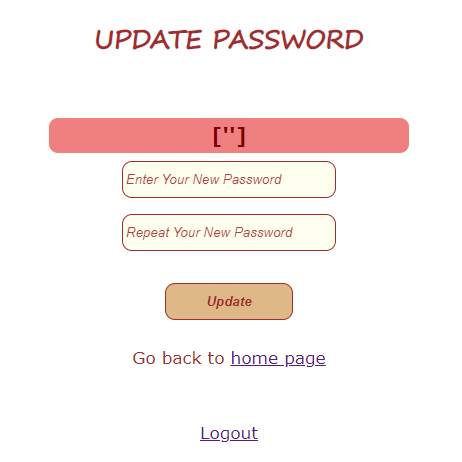 UPDATE PASSWORD
['']
Enter Your New Password
Repeat Your New Password
Update
Go back to home page
Logout